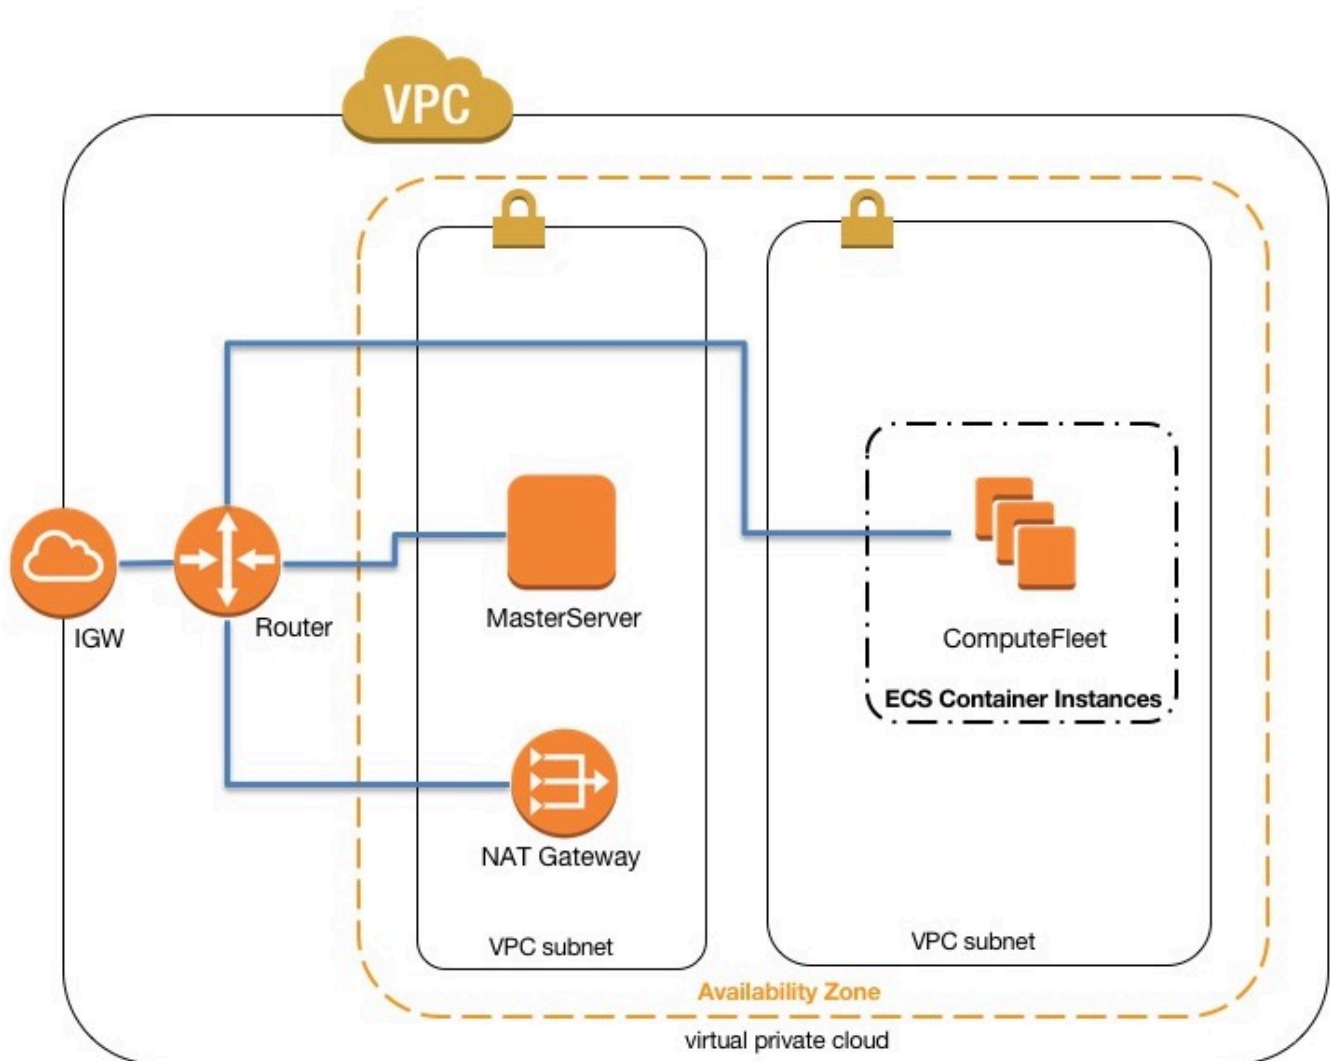 VPC
IGW
Router
MasterServer
ComputeFleet
ECS Container Instances
NAT Gateway
VPC subnet
VPC subnet
Availability Zone
virtual private cloud